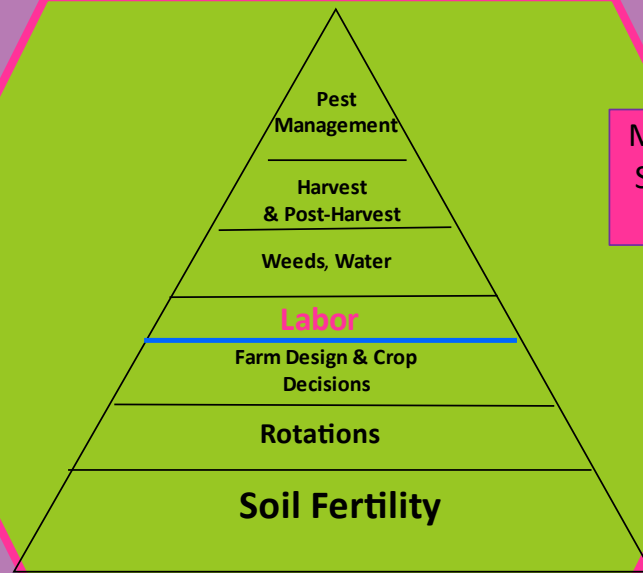 Pest
Management
Harvest
& Post-Harvest
Weeds, Water
Labor
Farm Design & Crop
Decisions
Rotations
Soil Fertility